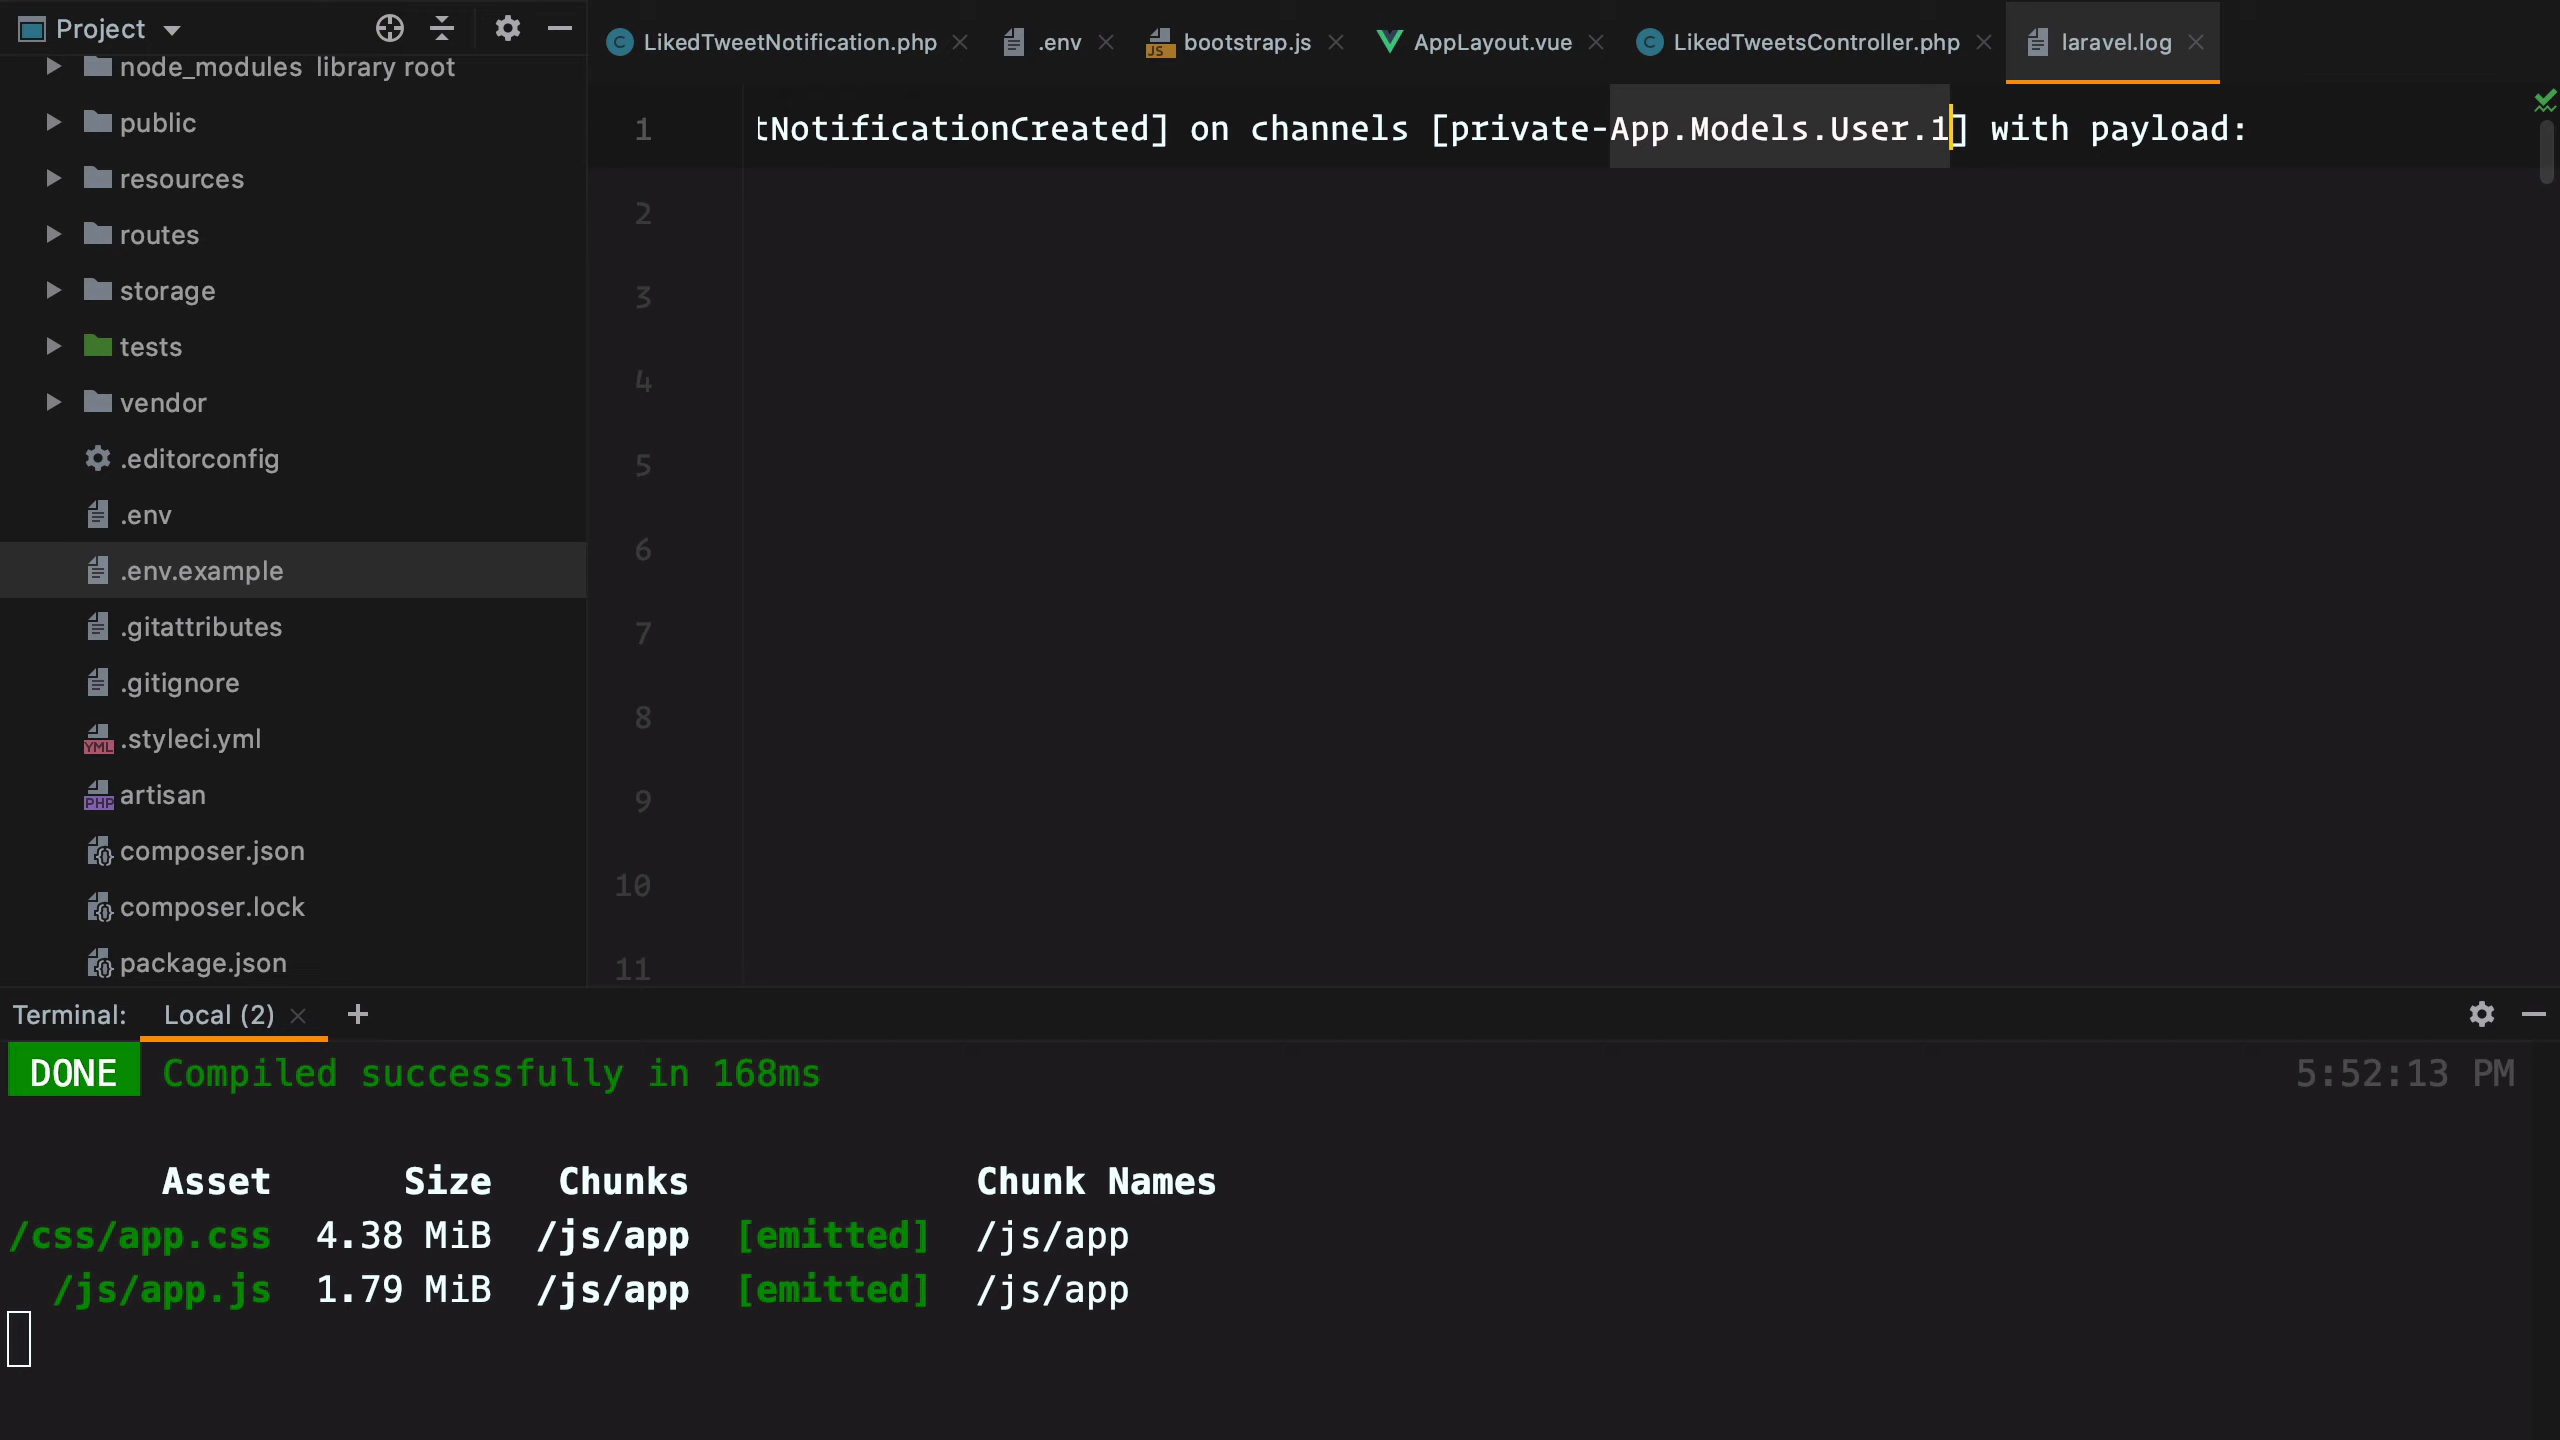 Project
LikedTweetNotification.php
.env
bootstrap.js
AppLayout.vue
LikedTweetsController.php
laravel.log
node_modules library root
public
resources
routes
storage
tests
vendor
.editorconfig
.env
.env.example
.gitattributes
.gitignore
.styleci.yml
artisan
composer.json
composer.lock
package.json
1 tNotificationCreated] on channels [private-App.Models.User.1] with payload:
2
3
4
5
6
7
8
9
10
11
Terminal: Local (2) +
DONE Compiled successfully in 168ms 5:52:13 PM
Asset Size Chunks Chunk Names
/css/app.css 4.38 MiB /js/app [emitted] /js/app
/js/app.js 1.79 MiB /js/app [emitted] /js/app